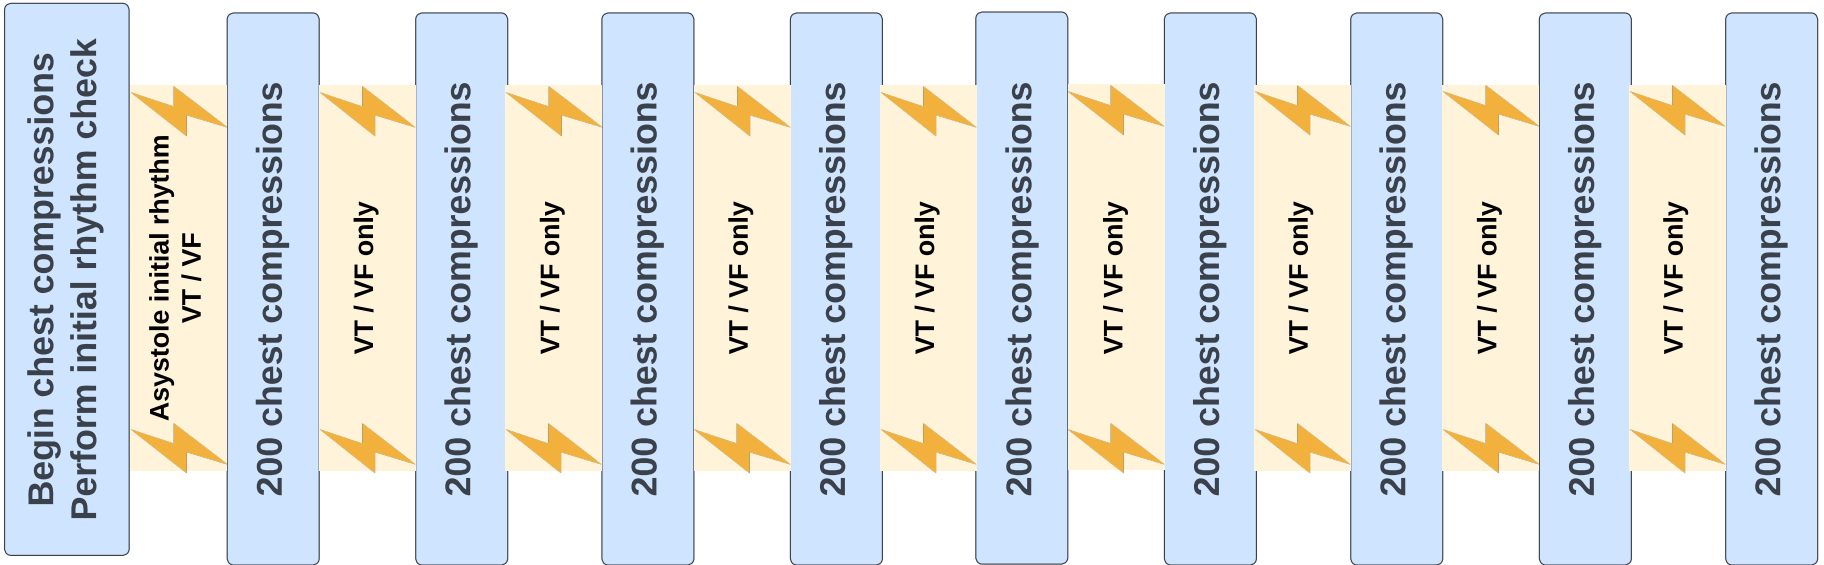 Begin chest compressions
Perform initial rhythm check
Asystole initial rhythm
VT / VF
200 chest compressions
VT / VF only
200 chest compressions
VT / VF only
200 chest compressions
VT / VF only
200 chest compressions
VT / VF only
200 chest compressions
VT / VF only
200 chest compressions
VT / VF only
200 chest compressions
VT / VF only
200 chest compressions
VT / VF only
200 chest compressions